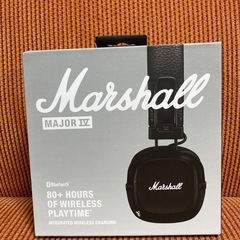 Marshall
MAJOR IV
Bluetooth
80+ HOURS
OF WIRELESS
PLAYTIME
INTEGRATED WIRELESS CHARGING
Marshall